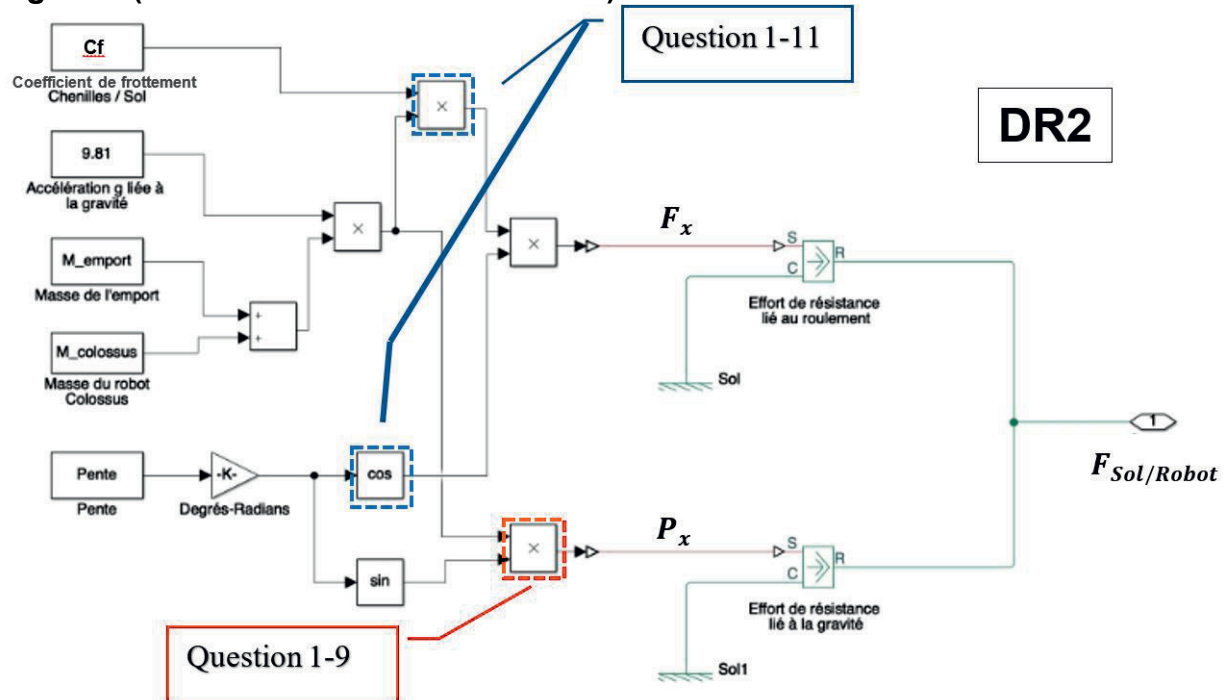 Cf
Coefficient de frottement
Chenilles / Sol
Question 1-11
DR2
×
9.81
Accélération g liée à
la gravité
×
×
F_x
S
C
R
Effort de résistance
lié au roulement
M_emport
Masse de l'emport
+
+
M_colossus
Masse du robot
Colossus
Sol
1
F_Sol/Robot
Pente
Pente
-K-
Degrés-Radians
cos
sin
×
P_x
S
C
R
Effort de résistance
lié à la gravité
Question 1-9
Sol1